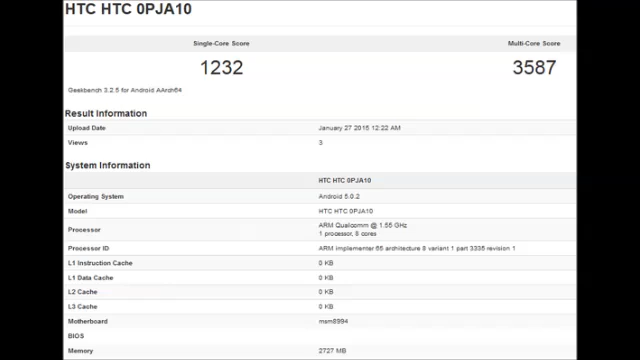 HTC HTC 0PJA10
Single-Core Score Multi-Core Score
1232 3587
Geekbench 3.2.5 for Android AArch64
Result Information
Upload Date January 27 2015 12:22 AM
Views 3
System Information
HTC HTC 0PJA10
Operating System Android 5.0.2
Model HTC HTC 0PJA10
Processor ARM Qualcomm @ 1.55 GHz
1 processor, 8 cores
Processor ID ARM implementer 65 architecture 8 variant 1 part 3335 revision 1
L1 Instruction Cache 0 KB
L1 Data Cache 0 KB
L2 Cache 0 KB
L3 Cache 0 KB
Motherboard msm8994
BIOS
Memory 2727 MB